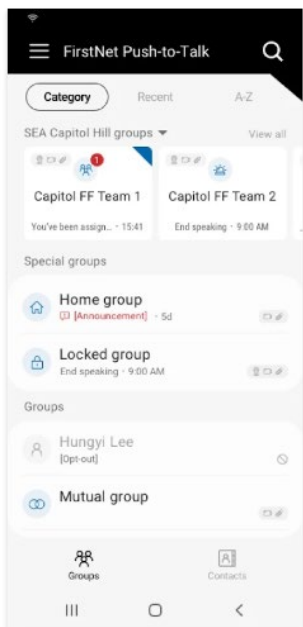 FirstNet Push-to-Talk
Category Recent A-Z
SEA Capitol Hill groups View all
1
Capitol FF Team 1 Capitol FF Team 2
You've been assign... - 15:41 End speaking - 9:00 AM
Special groups
Home group
[Announcement] - 5d
Locked group
End speaking - 9:00 AM
Groups
Hungyi Lee
[Opt-out]
Mutual group
Groups Contacts